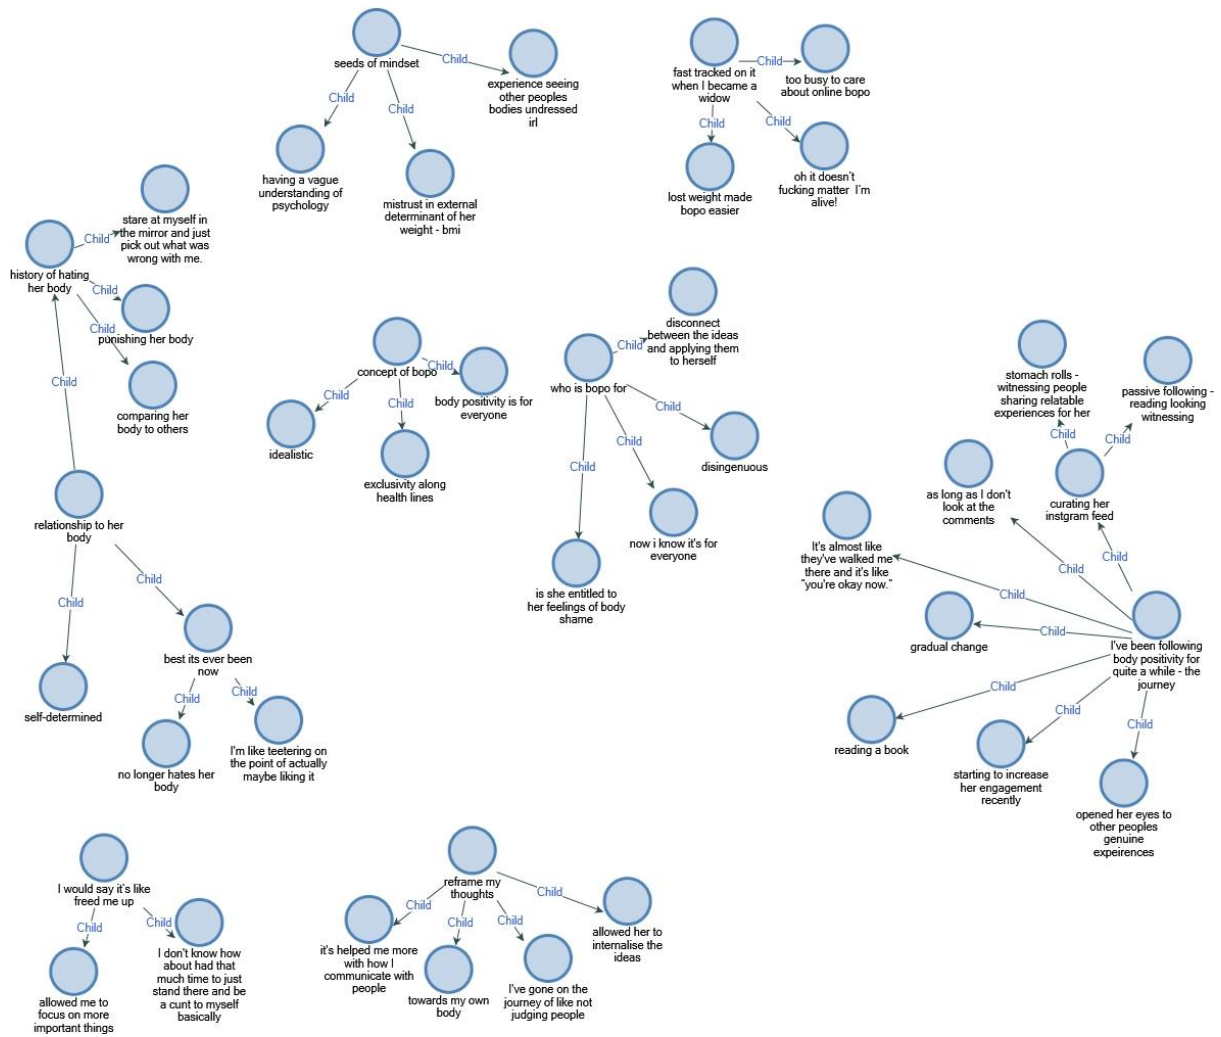 seeds of mindset
Child
experience seeing
other peoples
bodies undressed
irl
Child
Child
having a vague
understanding of
psychology
mistrust in external
determinant of her
weight - bmi
fast tracked on it
when I became a
widow
Child
too busy to care
about online bopo
Child
Child
lost weight made
bopo easier
oh it doesn't
fucking matter I'm
alive!
stare at myself in
the mirror and just
pick out what was
wrong with me.
Child
history of hating
her body
Child
punishing her body
Child
comparing her
body to others
Child
relationship to her
body
Child
Child
self-determined
best its ever been
now
Child
Child
no longer hates her
body
I'm like teetering on
the point of actually
maybe liking it
concept of bopo
Child
body positivity is for
everyone
Child
Child
idealistic
exclusivity along
health lines
disconnect
between the ideas
and applying them
to herself
Child
who is bopo for
Child
disingenuous
Child
Child
now i know it's for
everyone
is she entitled to
her feelings of body
shame
stomach rolls -
witnessing people
sharing relatable
experiences for her
passive following -
reading looking
witnessing
Child
Child
curating her
instgram feed
as long as I don't
look at the
comments
It's almost like
they've walked me
there and it's like
"you're okay now."
Child
Child
Child
gradual change
Child
I've been following
body positivity for
quite a while - the
journey
Child
reading a book
Child
starting to increase
her engagement
recently
Child
opened her eyes to
other peoples
genuine
expeirences
I would say it's like
freed me up
Child
Child
allowed me to
focus on more
important things
I don't know how
about had that
much time to just
stand there and be
a cunt to myself
basically
reframe my
thoughts
Child
Child
Child
Child
it's helped me more
with how I
communicate with
people
towards my own
body
I've gone on the
journey of like not
judging people
allowed her to
internalise the
ideas